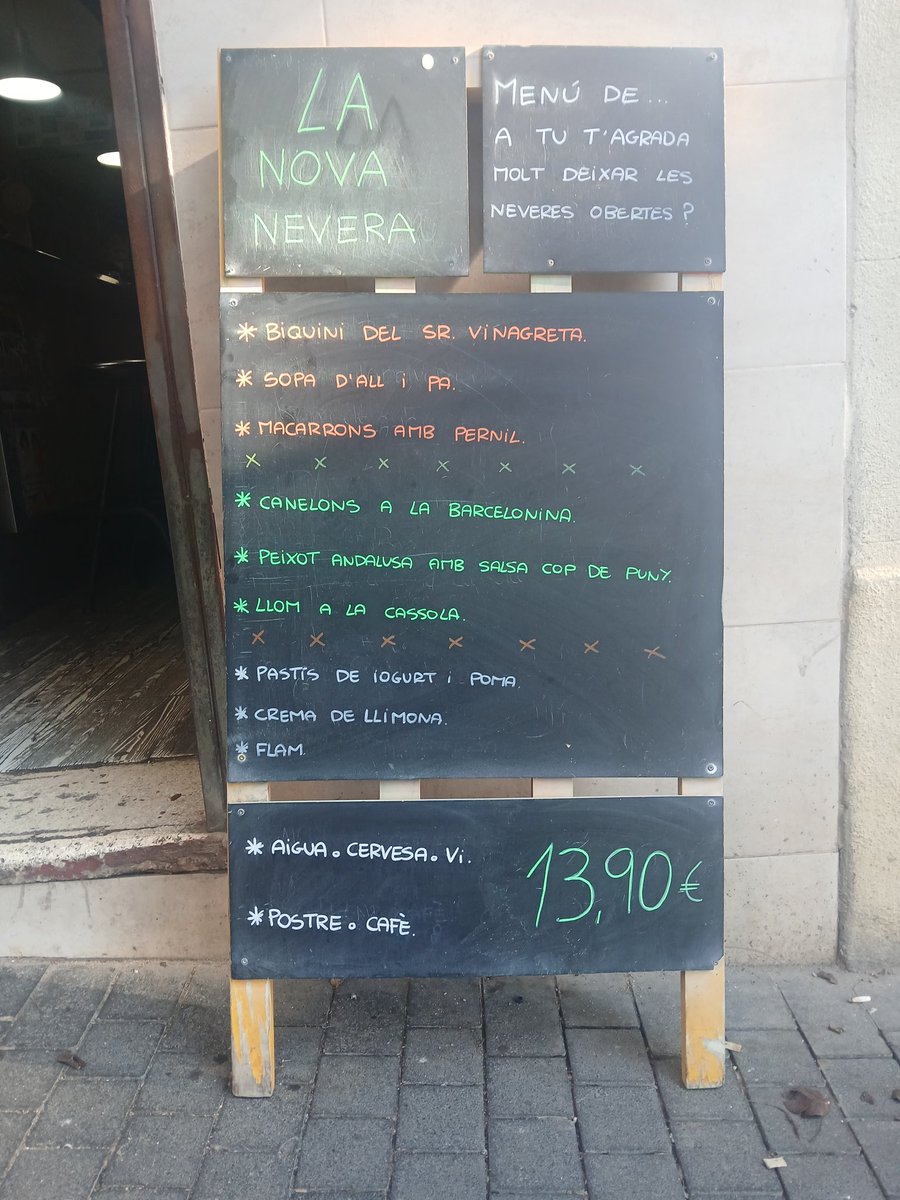 LA
NOVA
NEVERA
MENÚ DE...
A TU T'AGRADA
MOLT DEIXAR LES
NEVERES OBERTES?
* BIQUINI DEL SR. VINAGRETA.
* SOPA D'ALL I PA.
* MACARRONS AMB PERNIL.
x x x x x x x
* CANELONS A LA BARCELONINA.
* PEIXOT ANDALUSA AMB SALSA COP DE PUNY.
* LLOM A LA CASSOLA.
x x x x x x x
* PASTÍS DE IOGURT I POMA.
* CREMA DE LLIMONA.
* FLAM.
* AIGUA. CERVESA. VI.
* POSTRE. CAFÈ.
13,90€